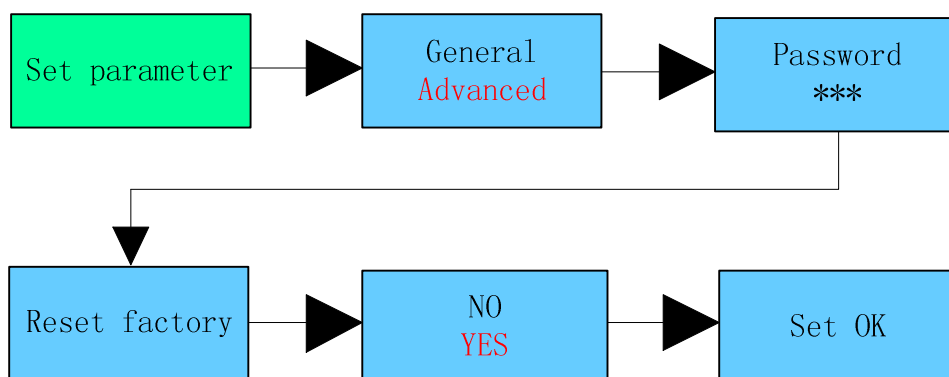 Set parameter
General
Advanced
Password
***
Reset factory
NO
YES
Set OK